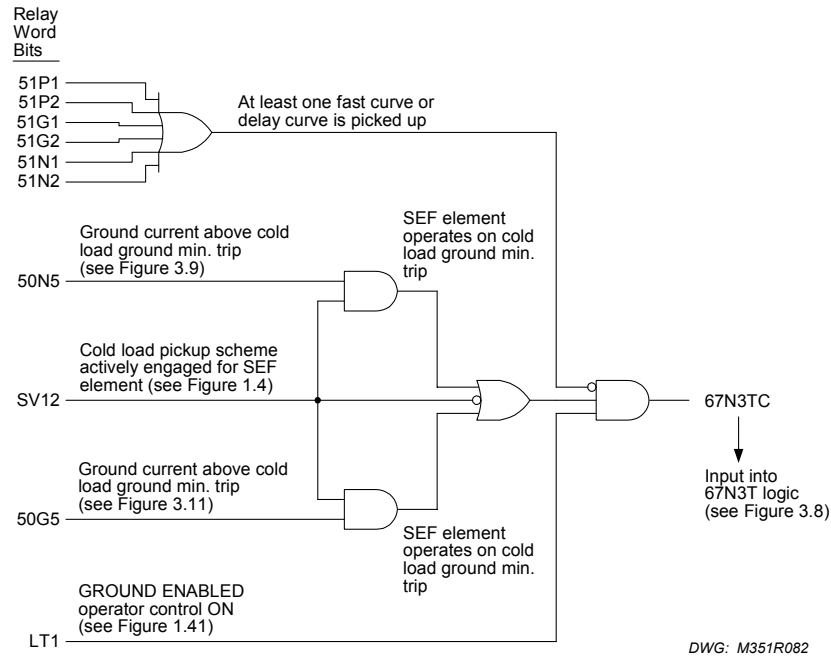 Relay
Word
Bits
51P1
51P2
51G1
51G2
51N1
51N2
At least one fast curve or
delay curve is picked up
Ground current above cold
load ground min. trip
(see Figure 3.9)
50N5
SEF element
operates on cold
load ground min.
trip
Cold load pickup scheme
actively engaged for SEF
element (see Figure 1.4)
SV12
67N3TC
Input into
67N3T logic
(see Figure 3.8)
Ground current above cold
load ground min. trip
(see Figure 3.11)
50G5
SEF element
operates on cold
load ground min.
trip
GROUND ENABLED
operator control ON
(see Figure 1.41)
LT1
DWG: M351R082